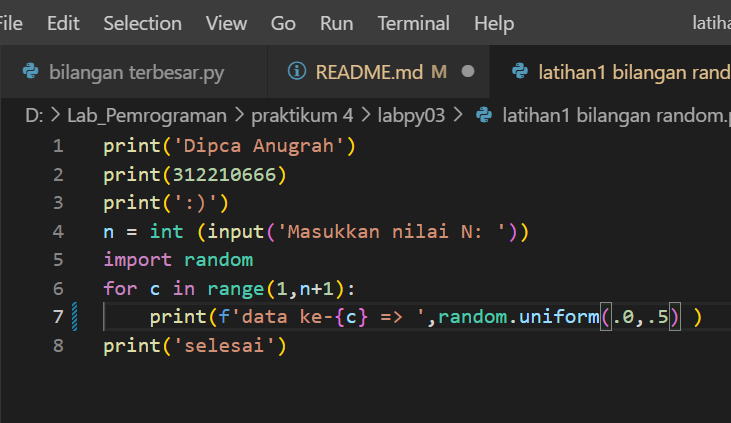 File Edit Selection View Go Run Terminal Help latiha
bilangan terbesar.py README.md M latihan1 bilangan rand
D: > Lab_Pemrograman > praktikum 4 > labpy03 > latihan1 bilangan random.p
1 print('Dipca Anugrah')
2 print(312210666)
3 print(':)')
4 n = int (input('Masukkan nilai N: '))
5 import random
6 for c in range(1,n+1):
7 print(f'data ke-{c} => ',random.uniform(.0,.5) )
8 print('selesai')